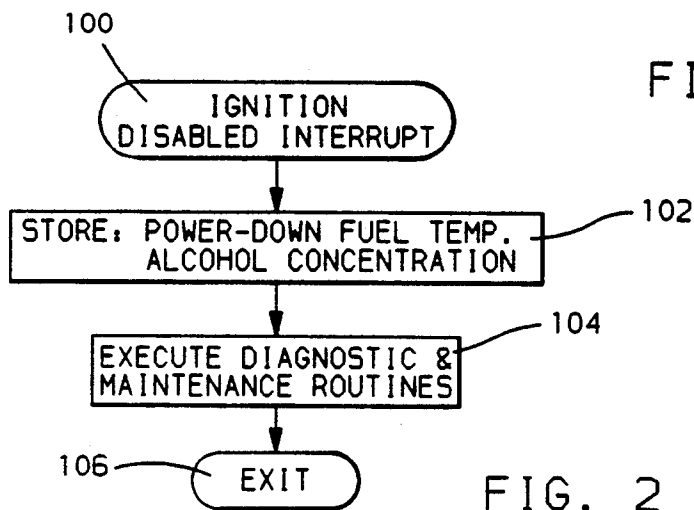 100
IGNITION
DISABLED INTERRUPT
FI
STORE: POWER-DOWN FUEL TEMP.
ALCOHOL CONCENTRATION
102
EXECUTE DIAGNOSTIC &
MAINTENANCE ROUTINES
104
106
EXIT
FIG. 2